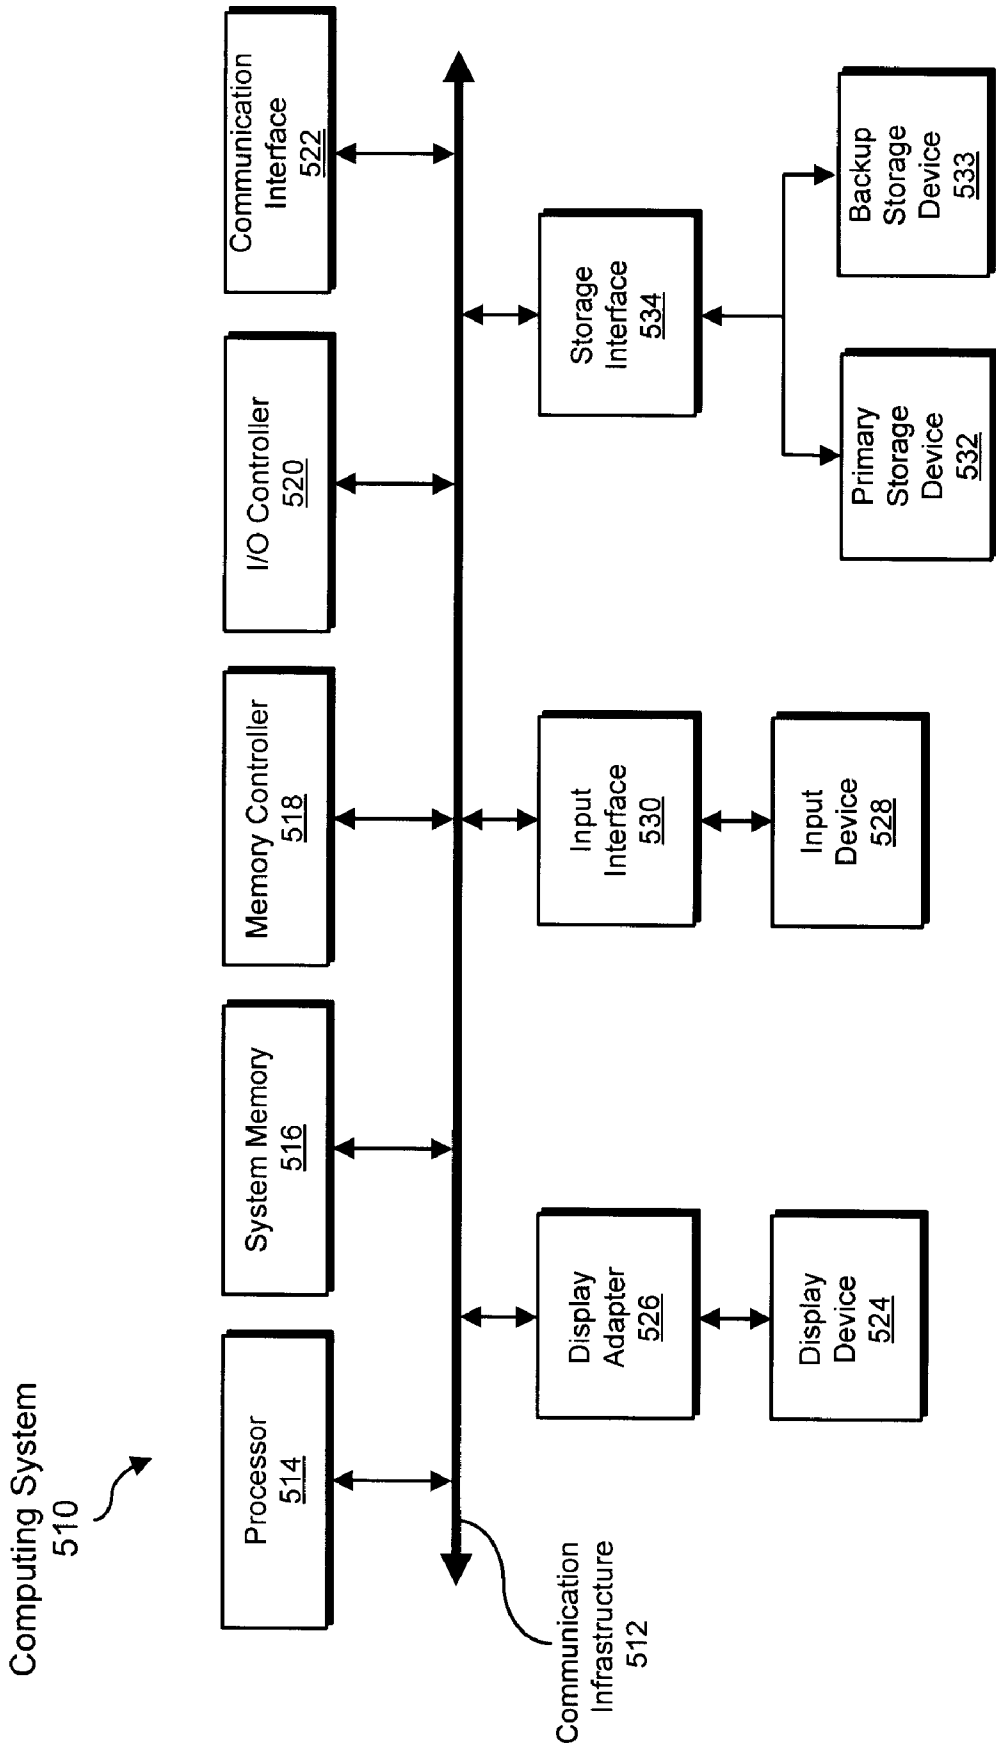 Computing System
510
Processor
514
System Memory
516
Memory Controller
518
I/O Controller
520
Communication
Interface
522
Communication
Infrastructure
512
Display
Adapter
526
Input
Interface
530
Storage
Interface
534
Display
Device
524
Input
Device
528
Primary
Storage
Device
532
Backup
Storage
Device
533